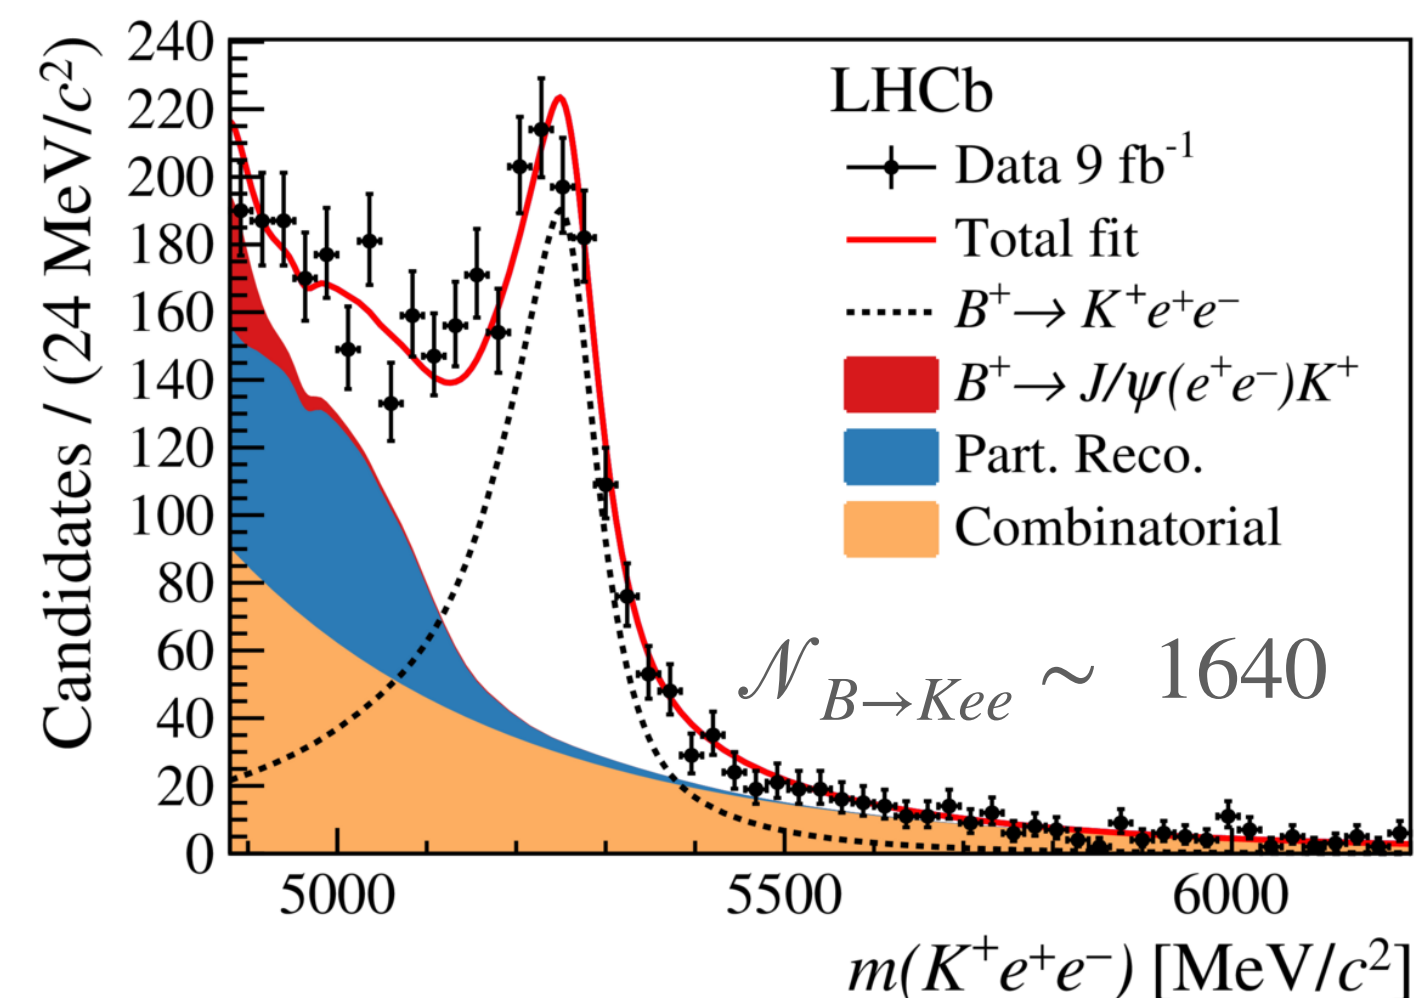 Candidates / (24 MeV/c²)
240
220
200
180
160
140
120
100
80
60
40
20
0
LHCb
Data 9 fb⁻¹
Total fit
B⁺→ K⁺e⁺e⁻
B⁺→ J/ψ(e⁺e⁻)K⁺
Part. Reco.
Combinatorial
𝒩 B→Kee ~ 1640
5000 5500 6000
m(K⁺e⁺e⁻) [MeV/c²]